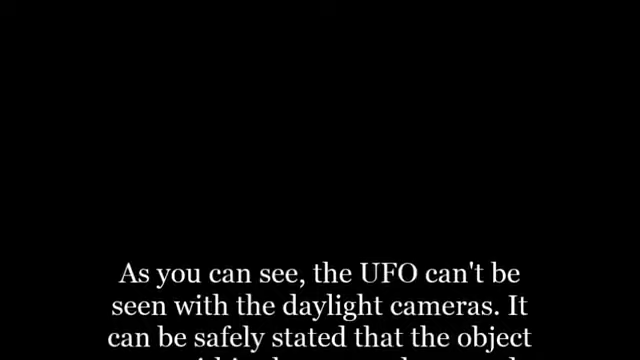 As you can see, the UFO can't be
seen with the daylight cameras. It
can be safely stated that the object